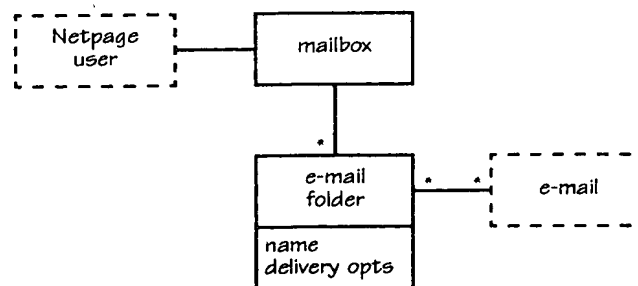 Netpage
user
mailbox
*
e-mail
folder
* *
e-mail
name
delivery opts